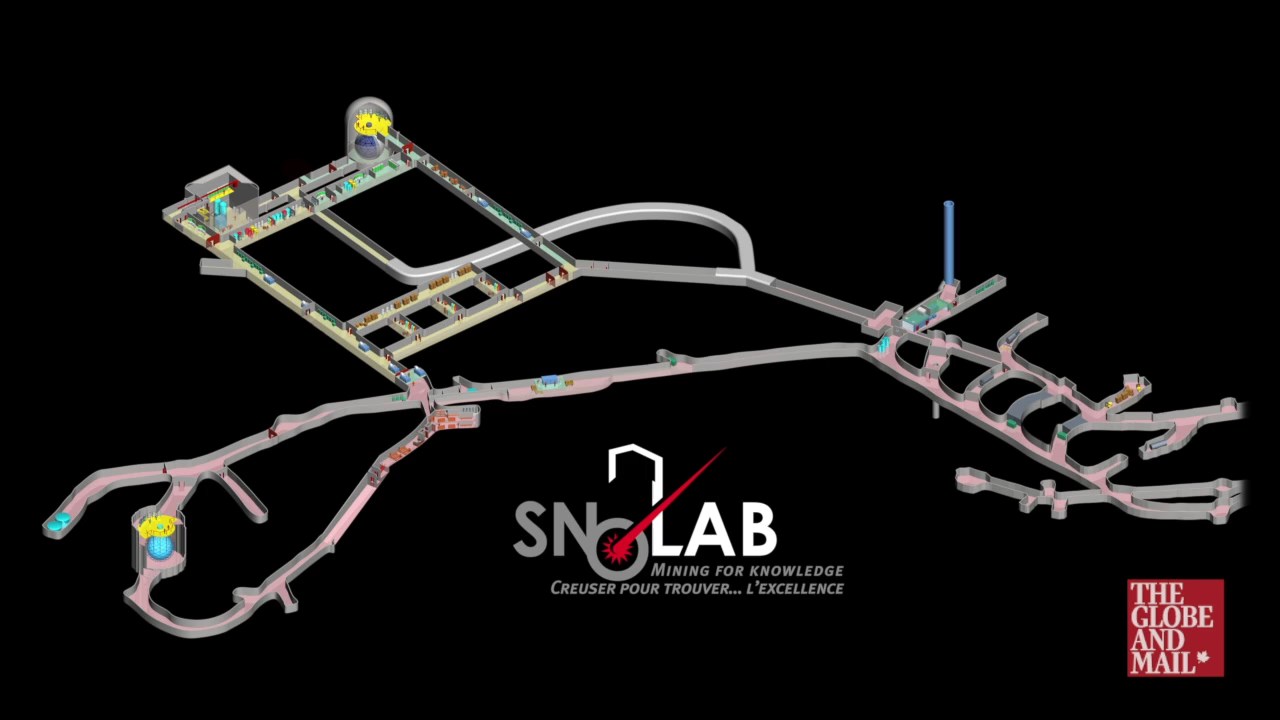 SNOLAB
MINING FOR KNOWLEDGE
CREUSER POUR TROUVER... L'EXCELLENCE
THE
GLOBE
AND
MAIL